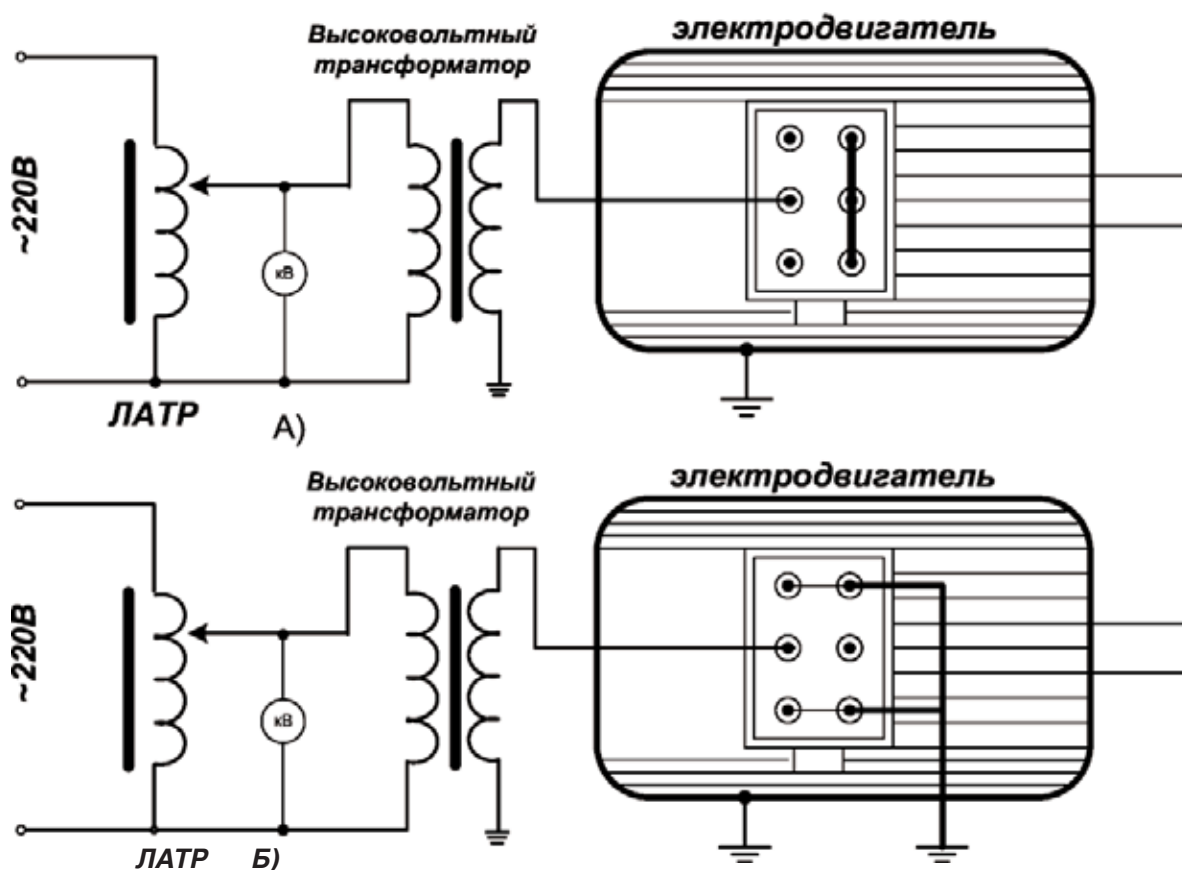 Высоковольтный
трансформатор
электродвигатель
~220В
кВ
ЛАТР
А)
Высоковольтный
трансформатор
электродвигатель
~220В
кВ
ЛАТР Б)